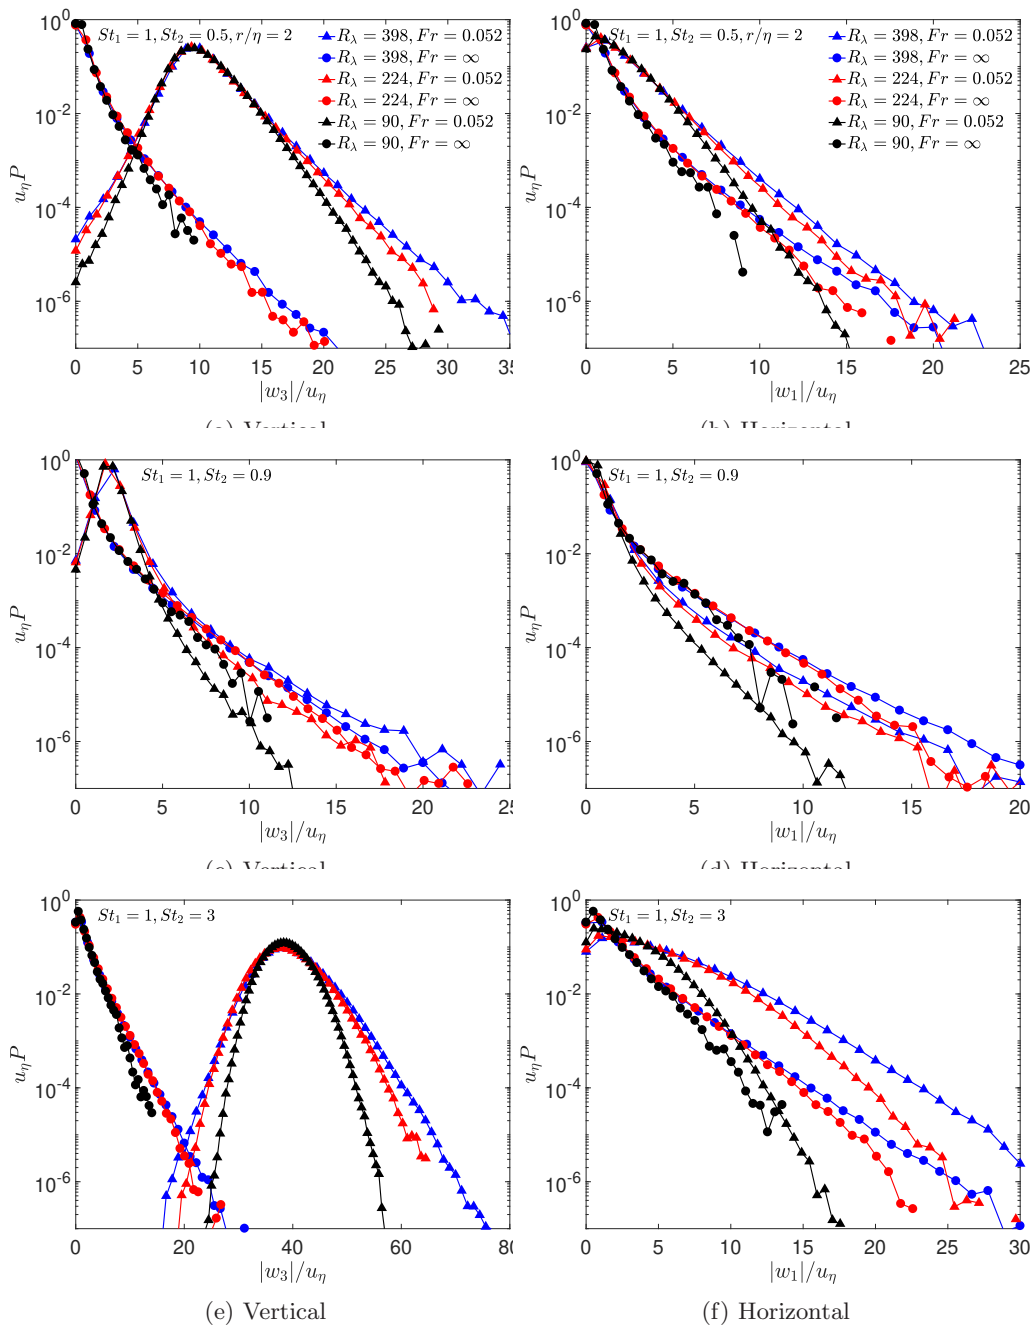 10^0
10^-2
10^-4
10^-6
u_η P
St_1 = 1, St_2 = 0.5, r/η = 2
R_λ = 398, Fr = 0.052
R_λ = 398, Fr = ∞
R_λ = 224, Fr = 0.052
R_λ = 224, Fr = ∞
R_λ = 90, Fr = 0.052
R_λ = 90, Fr = ∞
0 5 10 15 20 25 30 35
|w_3|/u_η
(a) Vertical
10^0
10^-2
10^-4
10^-6
u_η P
St_1 = 1, St_2 = 0.5, r/η = 2
R_λ = 398, Fr = 0.052
R_λ = 398, Fr = ∞
R_λ = 224, Fr = 0.052
R_λ = 224, Fr = ∞
R_λ = 90, Fr = 0.052
R_λ = 90, Fr = ∞
0 5 10 15 20 25
|w_1|/u_η
(b) Horizontal
10^0
10^-2
10^-4
10^-6
u_η P
St_1 = 1, St_2 = 0.9
0 5 10 15 20 25
|w_3|/u_η
(c) Vertical
10^0
10^-2
10^-4
10^-6
u_η P
St_1 = 1, St_2 = 0.9
0 5 10 15 20
|w_1|/u_η
(d) Horizontal
10^0
10^-2
10^-4
10^-6
u_η P
St_1 = 1, St_2 = 3
0 20 40 60 80
|w_3|/u_η
(e) Vertical
10^0
10^-2
10^-4
10^-6
u_η P
St_1 = 1, St_2 = 3
0 5 10 15 20 25 30
|w_1|/u_η
(f) Horizontal